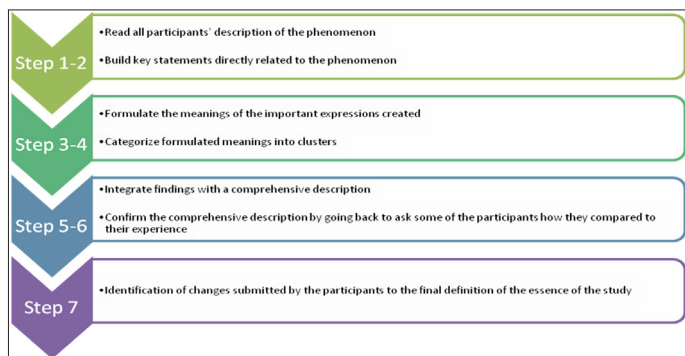 Step 1-2
•Read all participants' description of the phenomenon
•Build key statements directly related to the phenomenon
Step 3-4
•Formulate the meanings of the important expressions created
•Categorize formulated meanings into clusters
Step 5-6
•Integrate findings with a comprehensive description
•Confirm the comprehensive description by going back to ask some of the participants how they compared to
their experience
Step 7
•Identification of changes submitted by the participants to the final definition of the essence of the study